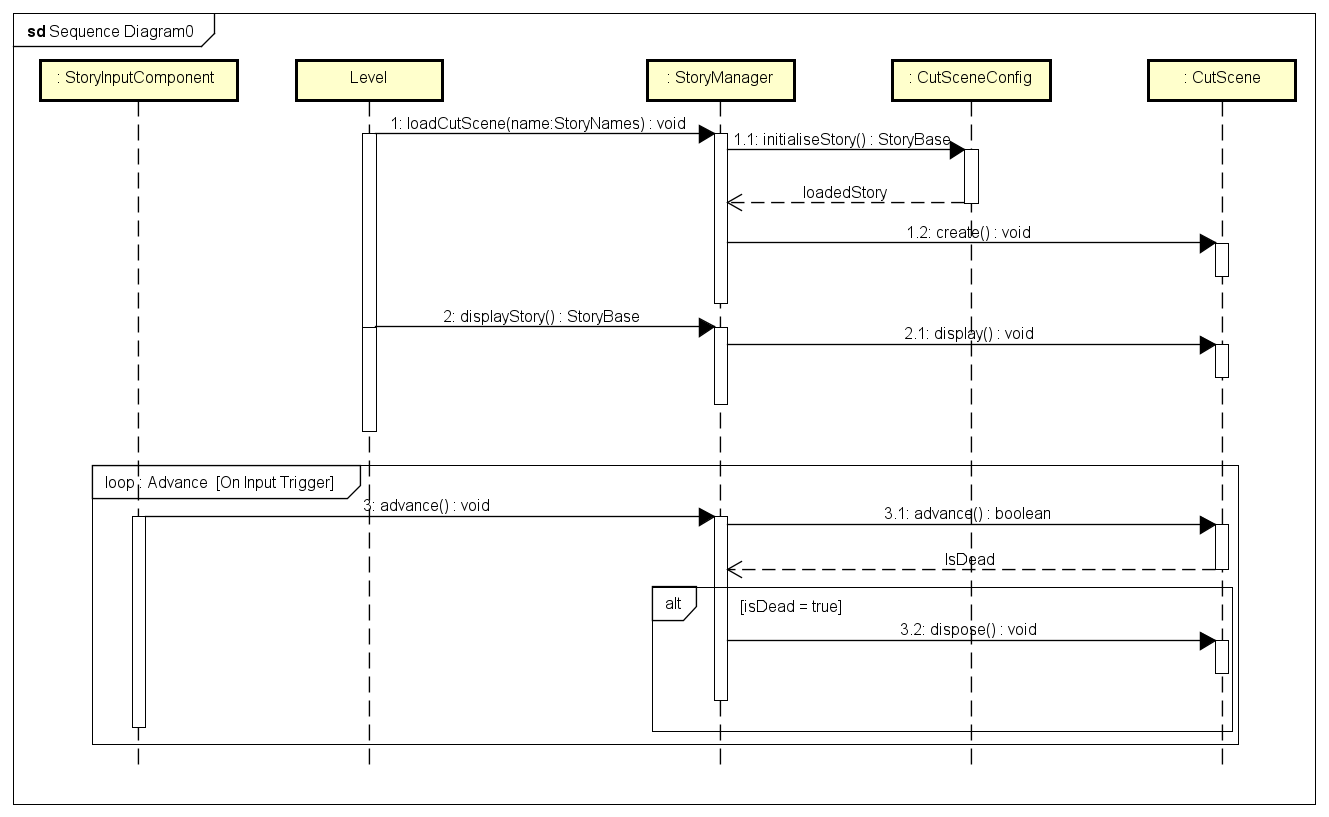 sd Sequence Diagram0
: StoryInputComponent
Level
: StoryManager
: CutSceneConfig
: CutScene
1: loadCutScene(name:StoryNames) : void
1.1: initialiseStory() : StoryBase
loadedStory
1.2: create() : void
2: displayStory() : StoryBase
2.1: display() : void
loop : Advance [On Input Trigger]
3: advance() : void
3.1: advance() : boolean
IsDead
alt
[isDead = true]
3.2: dispose() : void